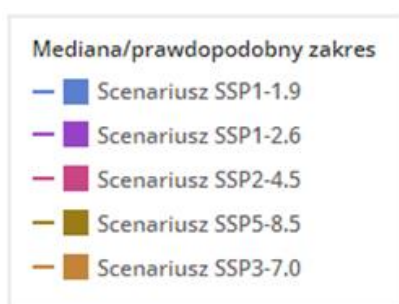 Mediana/prawdopodobny zakres
Scenariusz SSP1-1.9
Scenariusz SSP1-2.6
Scenariusz SSP2-4.5
Scenariusz SSP5-8.5
Scenariusz SSP3-7.0